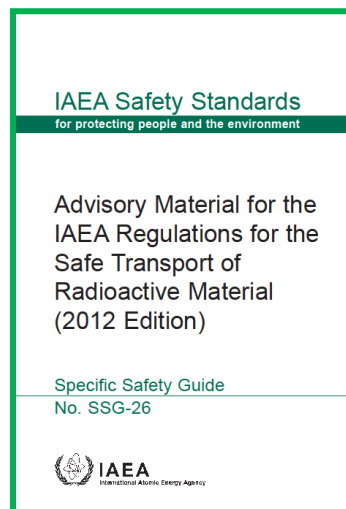 IAEA Safety Standards
for protecting people and the environment
Advisory Material for the
IAEA Regulations for the
Safe Transport of
Radioactive Material
(2012 Edition)
Specific Safety Guide
No. SSG-26
IAEA
International Atomic Energy Agency